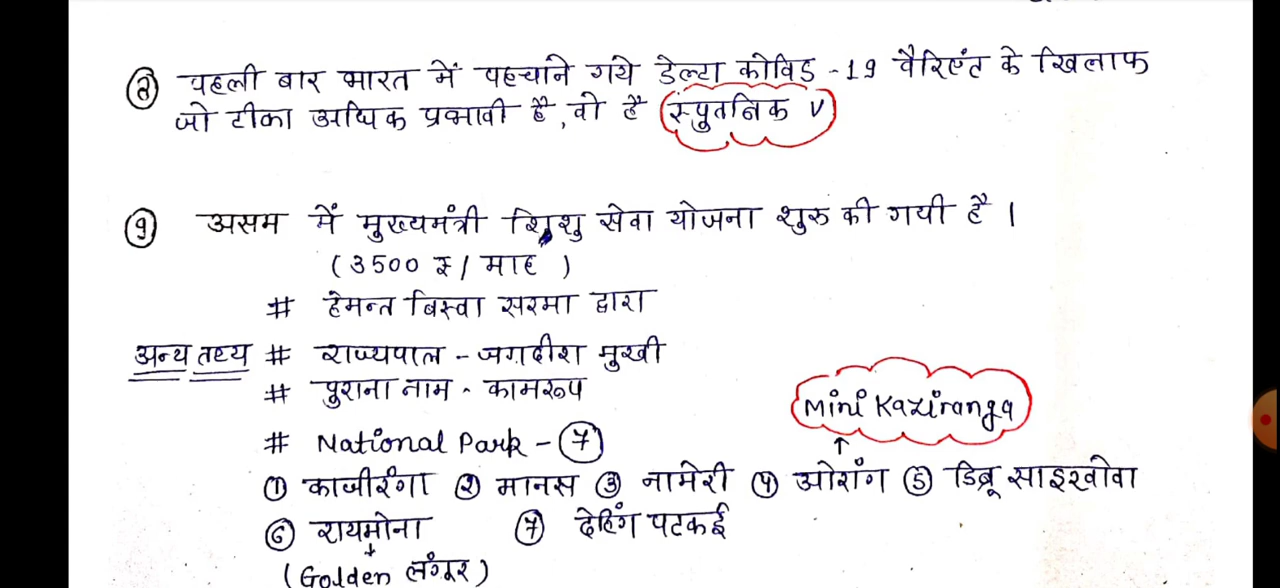 ⑧ पहली बार भारत में पहचाने गये डेल्टा कोविड -19 वैरिएंट के खिलाफ
जो टीका अधिक प्रभावी है, वो है स्पुतनिक V
⑨ असम में मुख्यमंत्री शिशु सेवा योजना शुरु की गयी है ।
(3500 ₹/ माह )
# हेमन्त बिस्वा सरमा द्वारा
अन्य तथ्य # राज्यपाल - जगदीश मुखी
# पुराना नाम - कामरूप
Mini Kaziranga
# National Park - ⑦
① काजीरंगा ② मानस ③ नामेरी ④ ओरांग ⑤ डिब्रू साइखोवा
⑥ रायमोना ⑦ देहिंग पटकई
(Golden लंगूर)